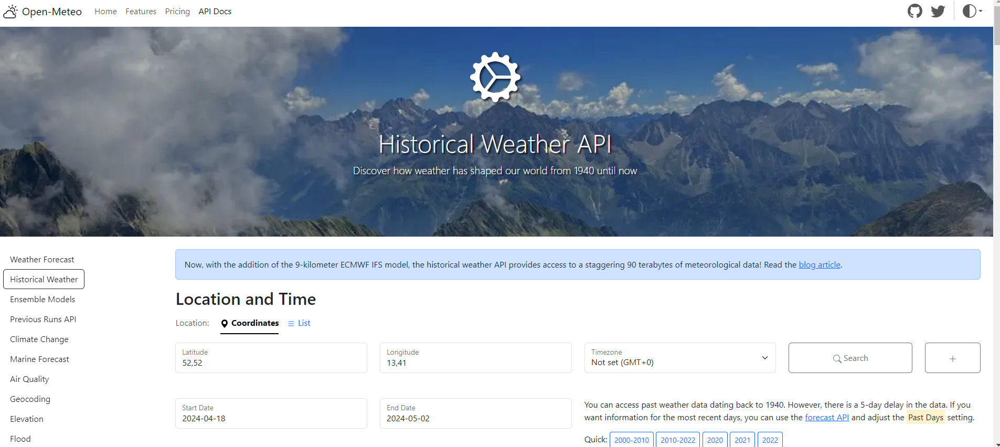 Open-Meteo Home Features Pricing API Docs
Historical Weather API
Discover how weather has shaped our world from 1940 until now
Weather Forecast
Historical Weather
Ensemble Models
Previous Runs API
Climate Change
Marine Forecast
Air Quality
Geocoding
Elevation
Flood
Now, with the addition of the 9-kilometer ECMWF IFS model, the historical weather API provides access to a staggering 90 terabytes of meteorological data! Read the blog article.
Location and Time
Location: Coordinates List
Latitude
52,52
Longitude
13,41
Timezone
Not set (GMT+0)
Search
+
Start Date
2024-04-18
End Date
2024-05-02
You can access past weather data dating back to 1940. However, there is a 5-day delay in the data. If you
want information for the most recent days, you can use the forecast API and adjust the Past Days setting.
Quick: 2000-2010 2010-2022 2020 2021 2022